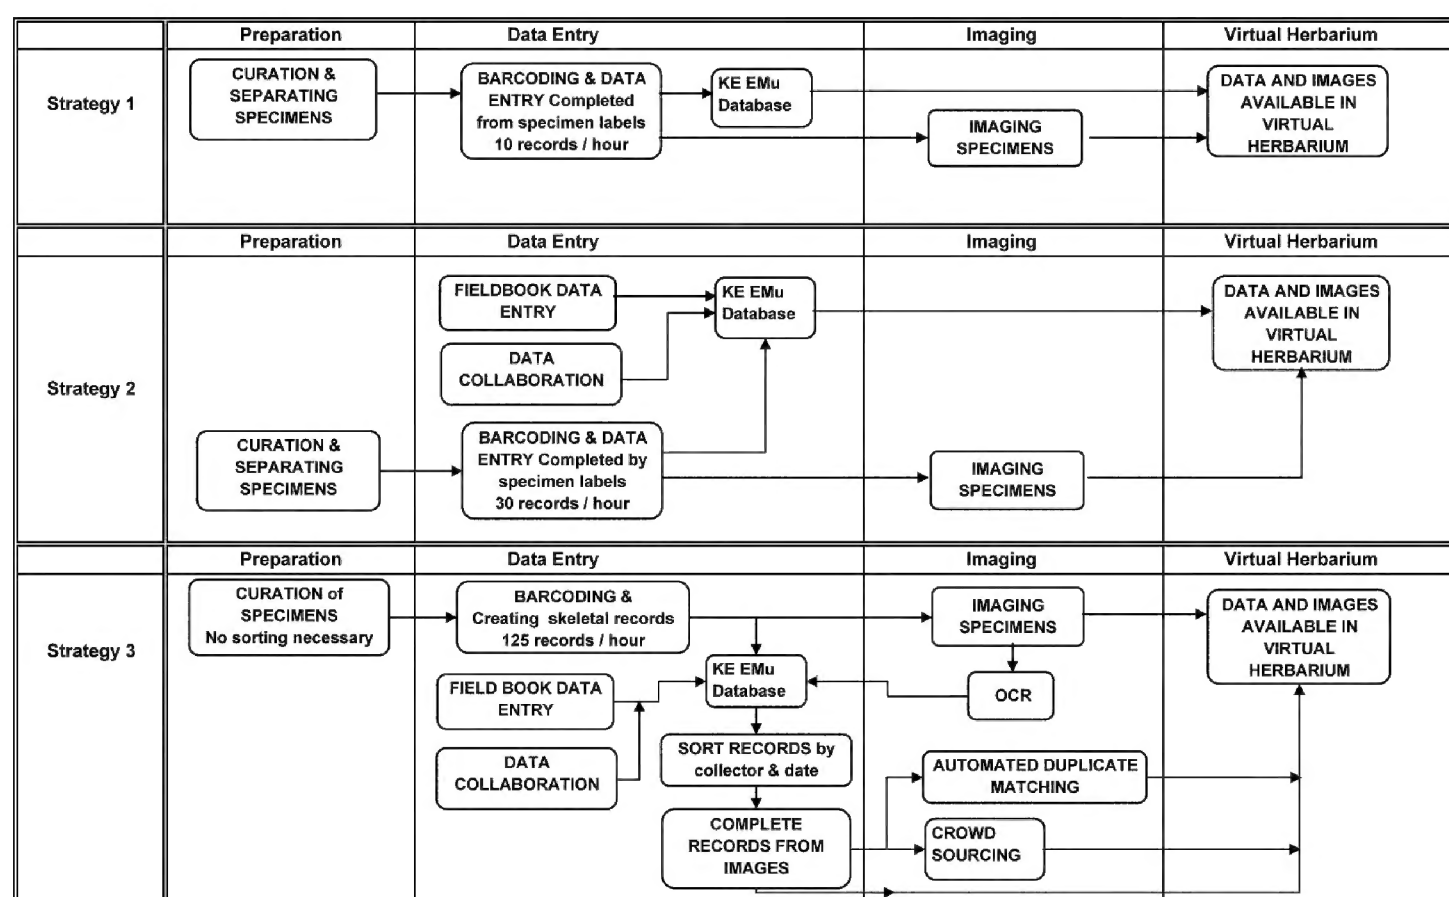 Preparation
Data Entry
Imaging
Virtual Herbarium
Strategy 1
CURATION &
SEPARATING
SPECIMENS
BARCODING & DATA
ENTRY Completed
from specimen labels
10 records / hour
KE EMu
Database
IMAGING
SPECIMENS
DATA AND IMAGES
AVAILABLE IN
VIRTUAL
HERBARIUM
Preparation
Data Entry
Imaging
Virtual Herbarium
Strategy 2
FIELDBOOK DATA
ENTRY
KE EMu
Database
DATA
COLLABORATION
CURATION &
SEPARATING
SPECIMENS
BARCODING & DATA
ENTRY Completed by
specimen labels
30 records / hour
IMAGING
SPECIMENS
DATA AND IMAGES
AVAILABLE IN
VIRTUAL
HERBARIUM
Preparation
Data Entry
Imaging
Virtual Herbarium
Strategy 3
CURATION of
SPECIMENS
No sorting necessary
BARCODING &
Creating skeletal records
125 records / hour
IMAGING
SPECIMENS
DATA AND IMAGES
AVAILABLE IN
VIRTUAL
HERBARIUM
FIELD BOOK DATA
ENTRY
KE EMu
Database
OCR
DATA
COLLABORATION
SORT RECORDS by
collector & date
AUTOMATED DUPLICATE
MATCHING
COMPLETE
RECORDS FROM
IMAGES
CROWD
SOURCING